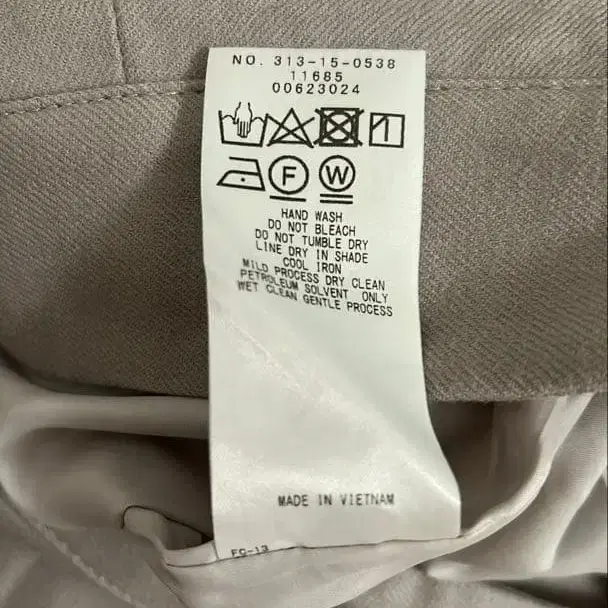 NO. 313-15-0538
11685
00623024
F W
HAND WASH
DO NOT BLEACH
DO NOT TUMBLE DRY
LINE DRY IN SHADE
COOL IRON
MILD PROCESS DRY CLEAN
PETROLEUM SOLVENT ONLY
WET CLEAN GENTLE PROCESS
MADE IN VIETNAM
FC-13